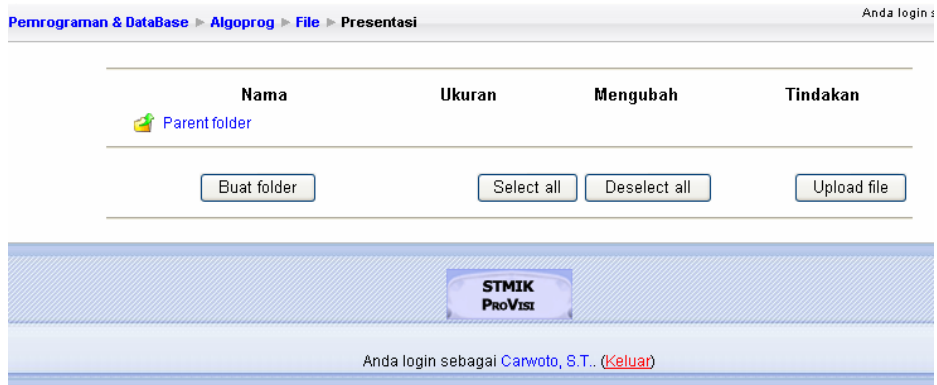 Anda login s
Pemrograman & DataBase ► Algoprog ► File ► Presentasi
Nama Ukuran Mengubah Tindakan
Parent folder
Buat folder Select all Deselect all Upload file
STMIK
PROVISI
Anda login sebagai Carwoto, S.T.. (Keluar)